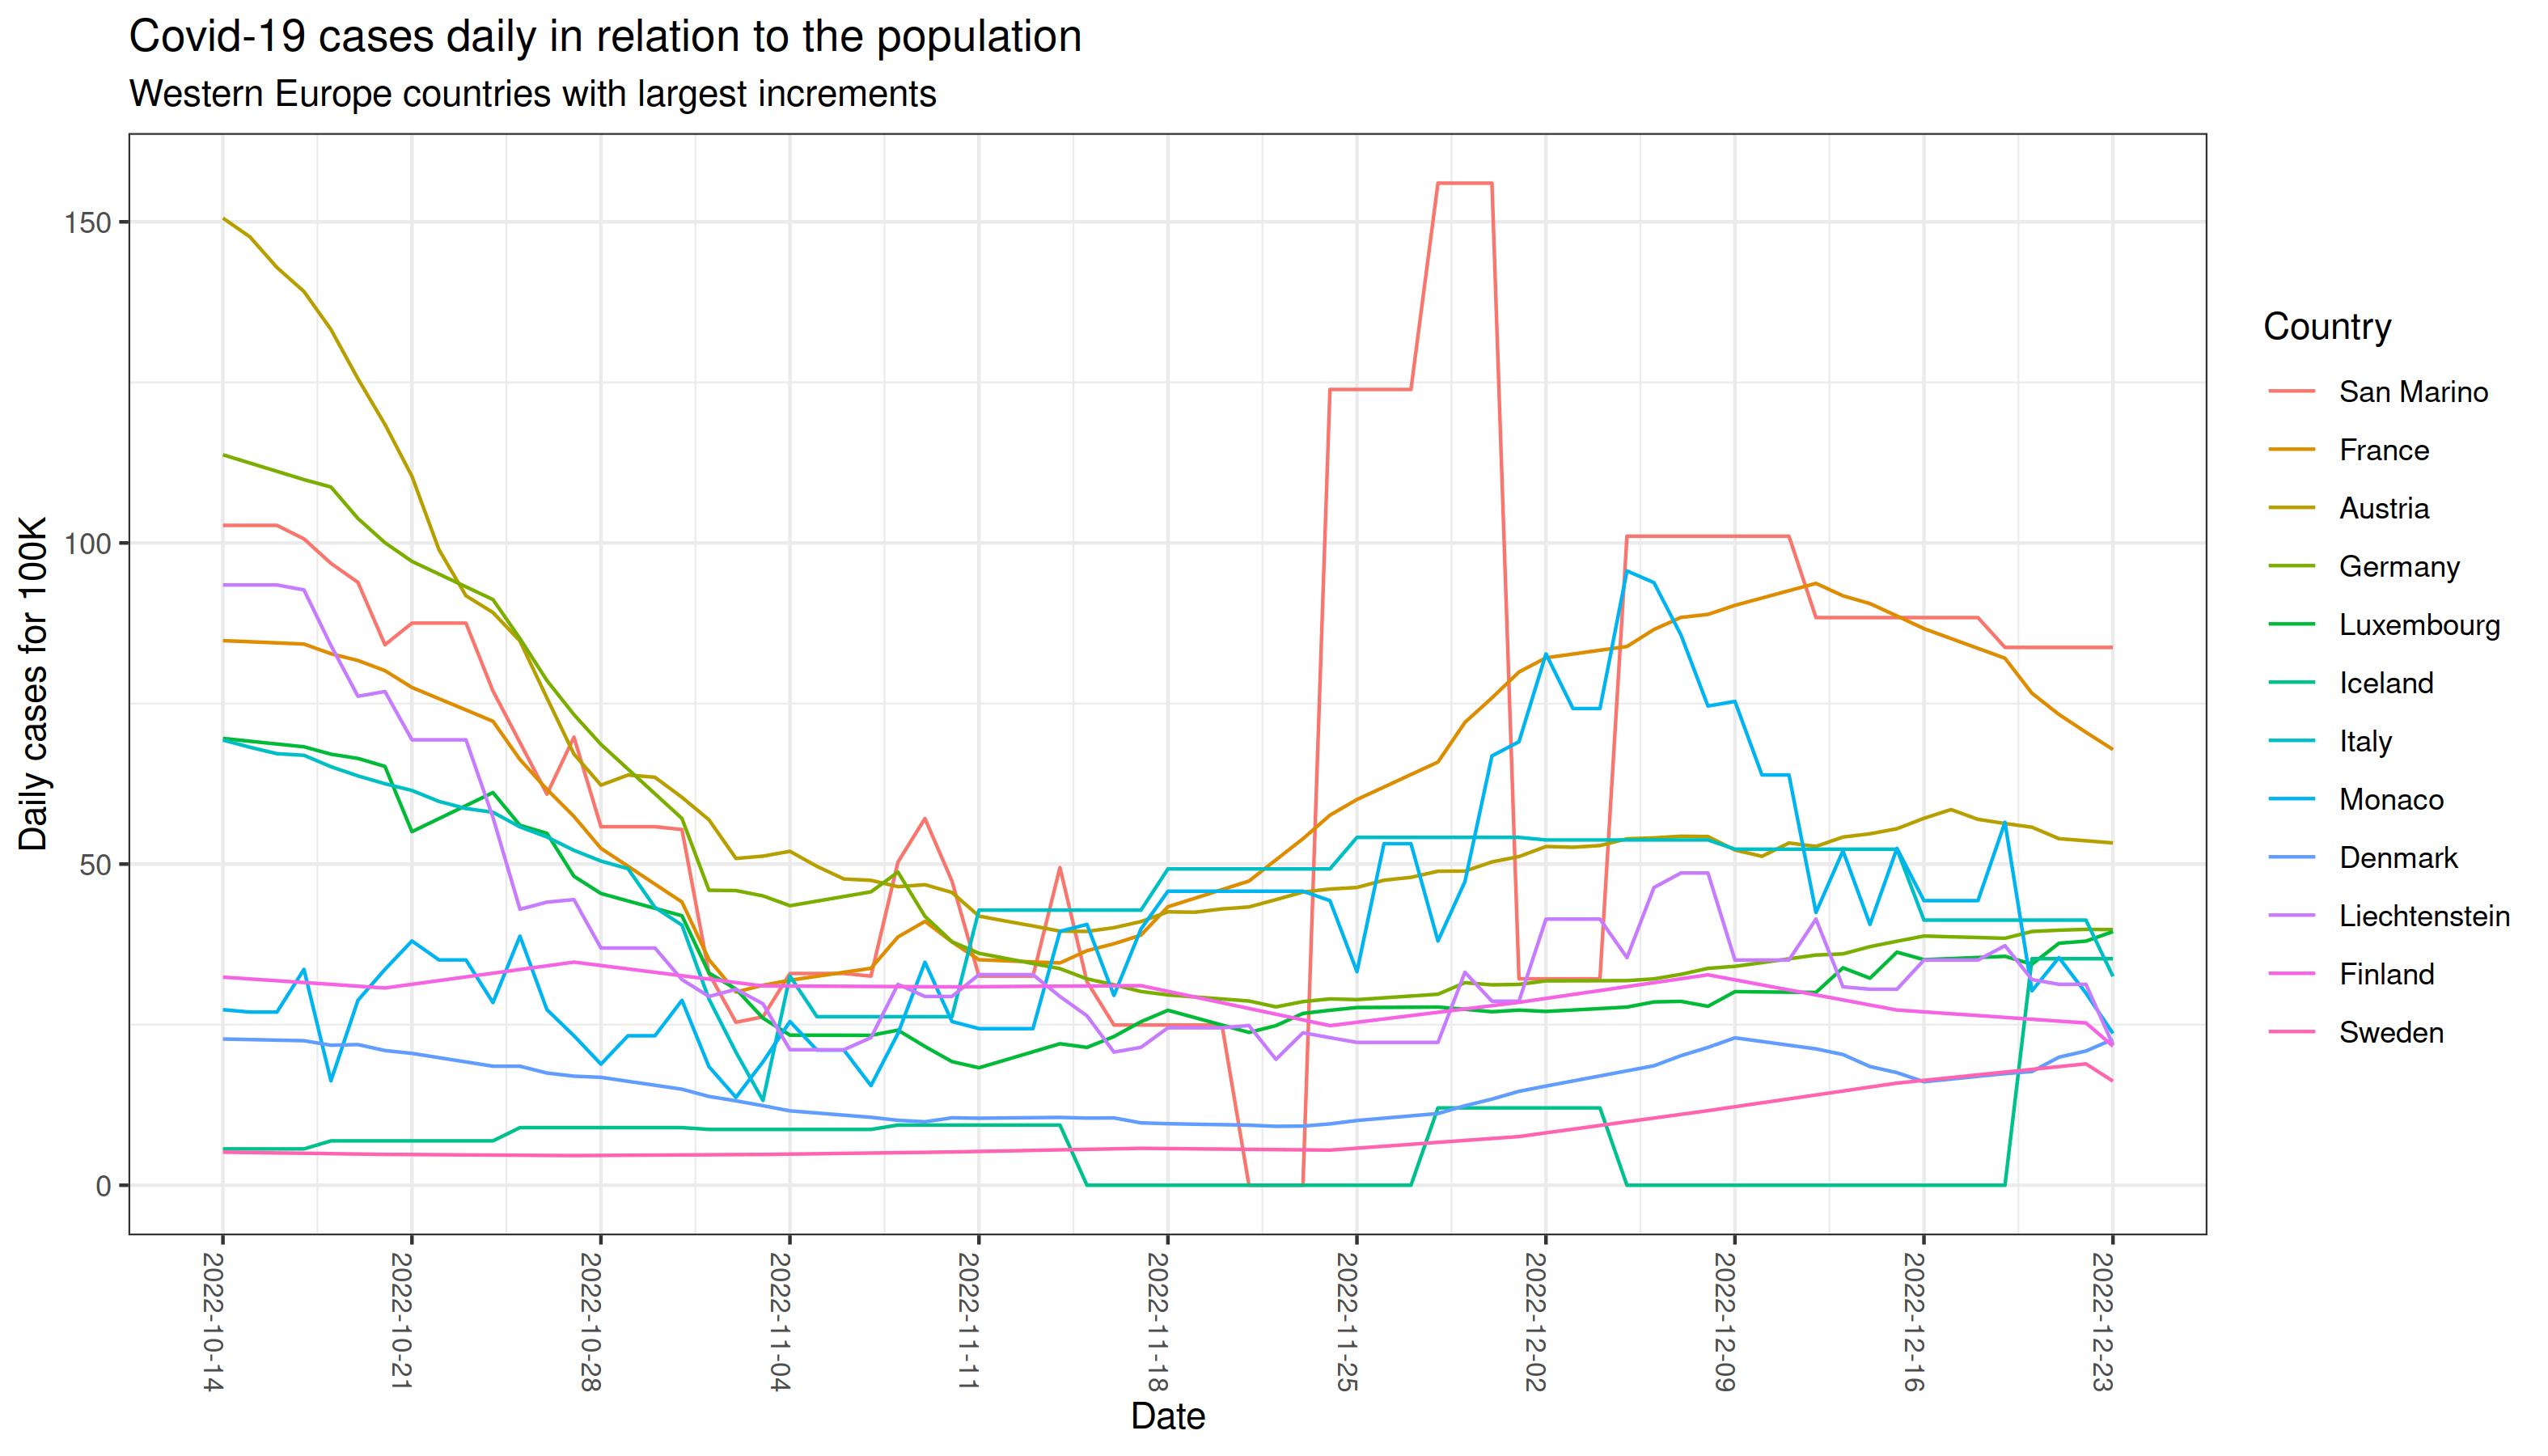 Covid-19 cases daily in relation to the population
Western Europe countries with largest increments
Daily cases for 100K
150
100
50
0
2022-10-14
2022-10-21
2022-10-28
2022-11-04
2022-11-11
2022-11-18
2022-11-25
2022-12-02
2022-12-09
2022-12-16
2022-12-23
Date
Country
San Marino
France
Austria
Germany
Luxembourg
Iceland
Italy
Monaco
Denmark
Liechtenstein
Finland
Sweden